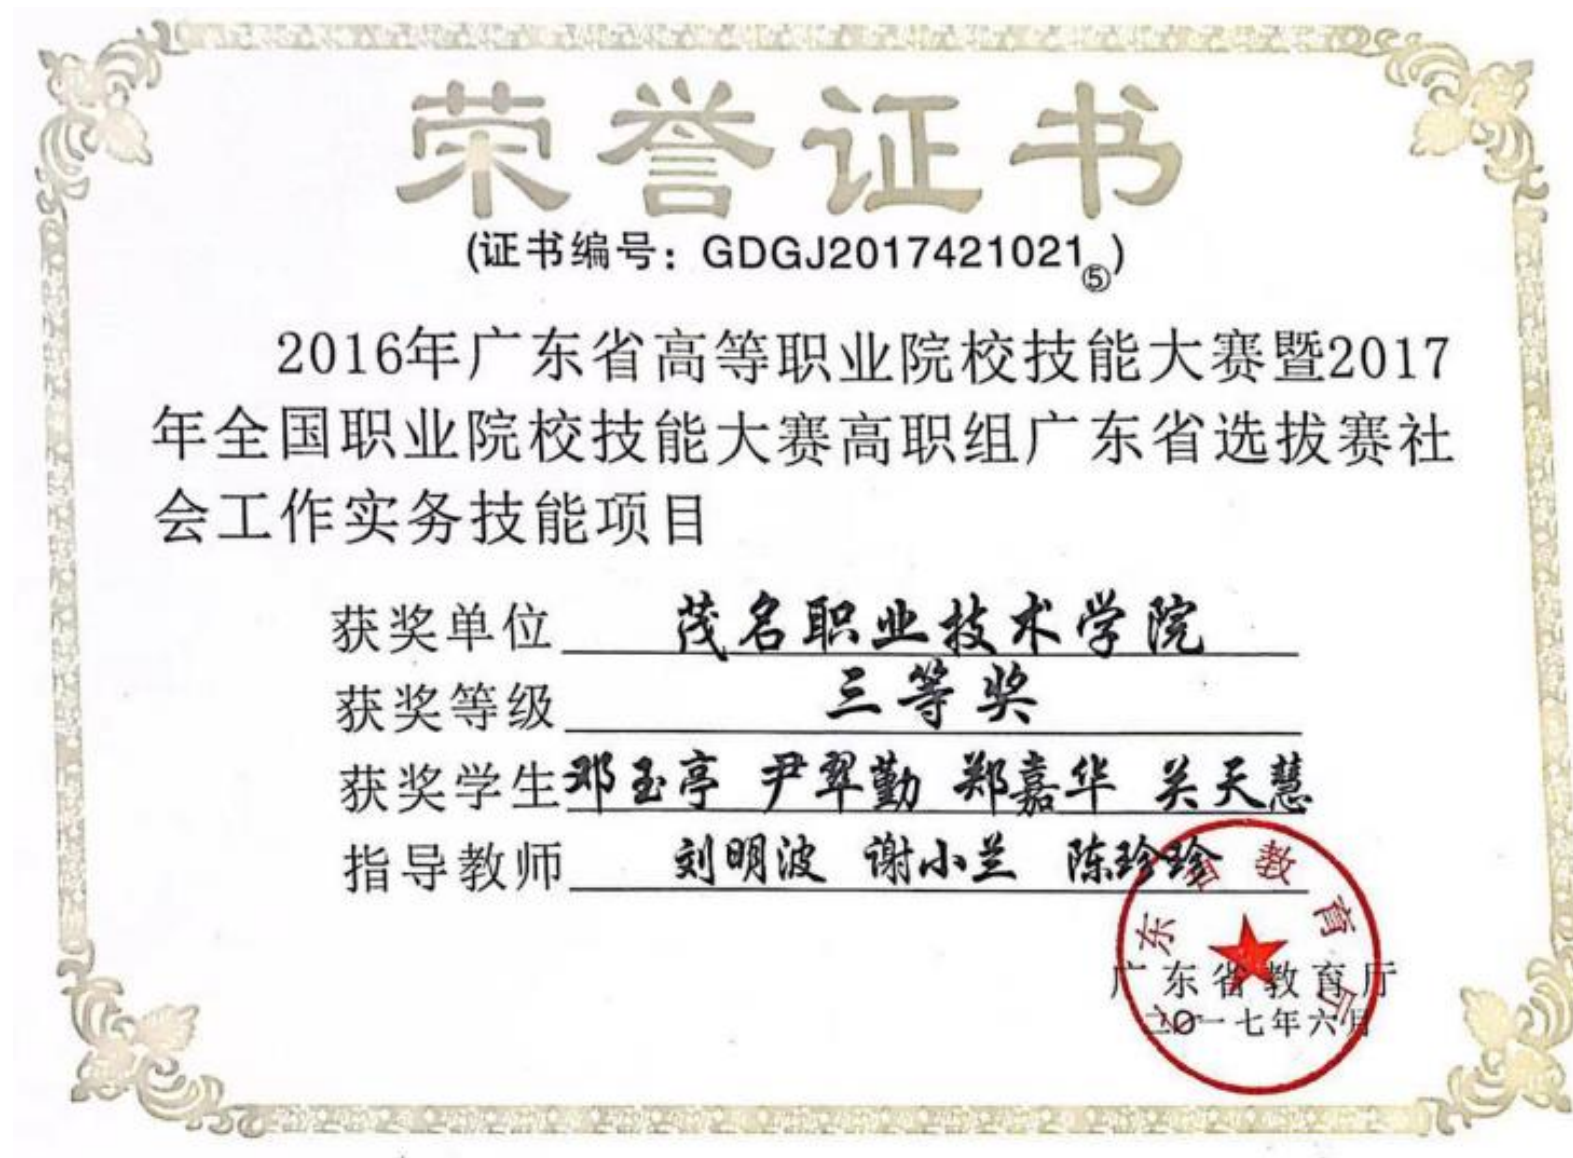 荣誉证书
(证书编号：GDGJ2017421021⑤)
2016年广东省高等职业院校技能大赛暨2017
年全国职业院校技能大赛高职组广东省选拔赛社
会工作实务技能项目
获奖单位 茂名职业技术学院
获奖等级 三等奖
获奖学生 邓玉亭 尹翠勤 郑嘉华 关天慧
指导教师 刘明波 谢小兰 陈珍珍
广东省教育厅
广东省教育厅
二〇一七年六月